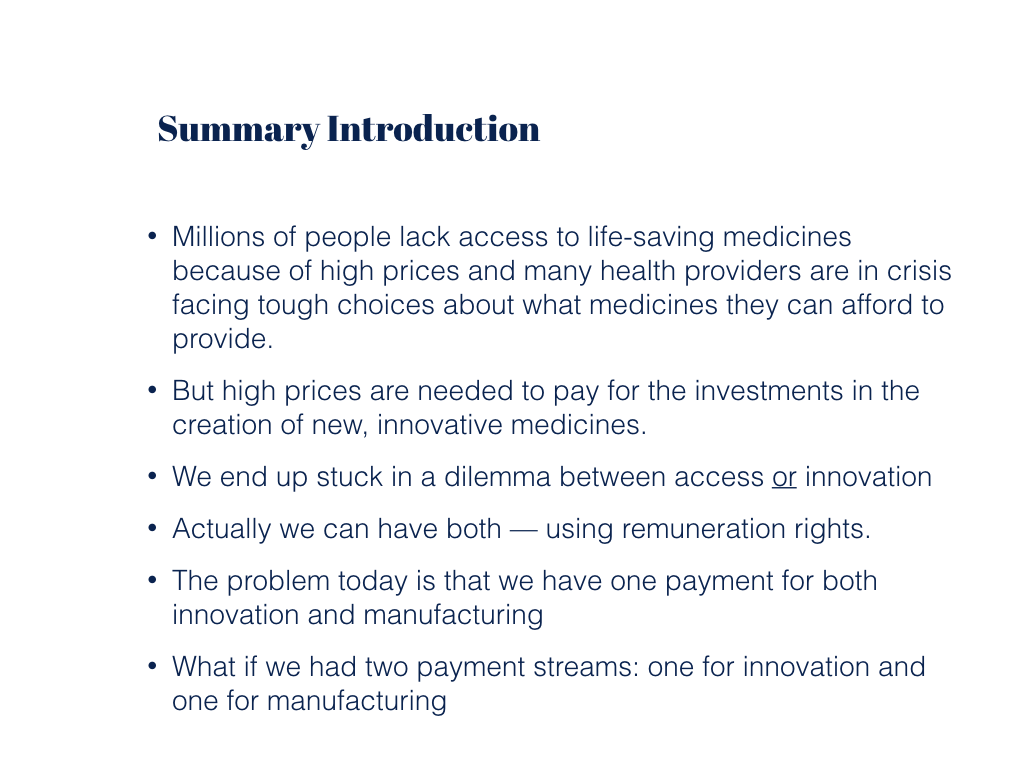 Summary Introduction
• Millions of people lack access to life-saving medicines
because of high prices and many health providers are in crisis
facing tough choices about what medicines they can afford to
provide.
• But high prices are needed to pay for the investments in the
creation of new, innovative medicines.
• We end up stuck in a dilemma between access or innovation
• Actually we can have both — using remuneration rights.
• The problem today is that we have one payment for both
innovation and manufacturing
• What if we had two payment streams: one for innovation and
one for manufacturing